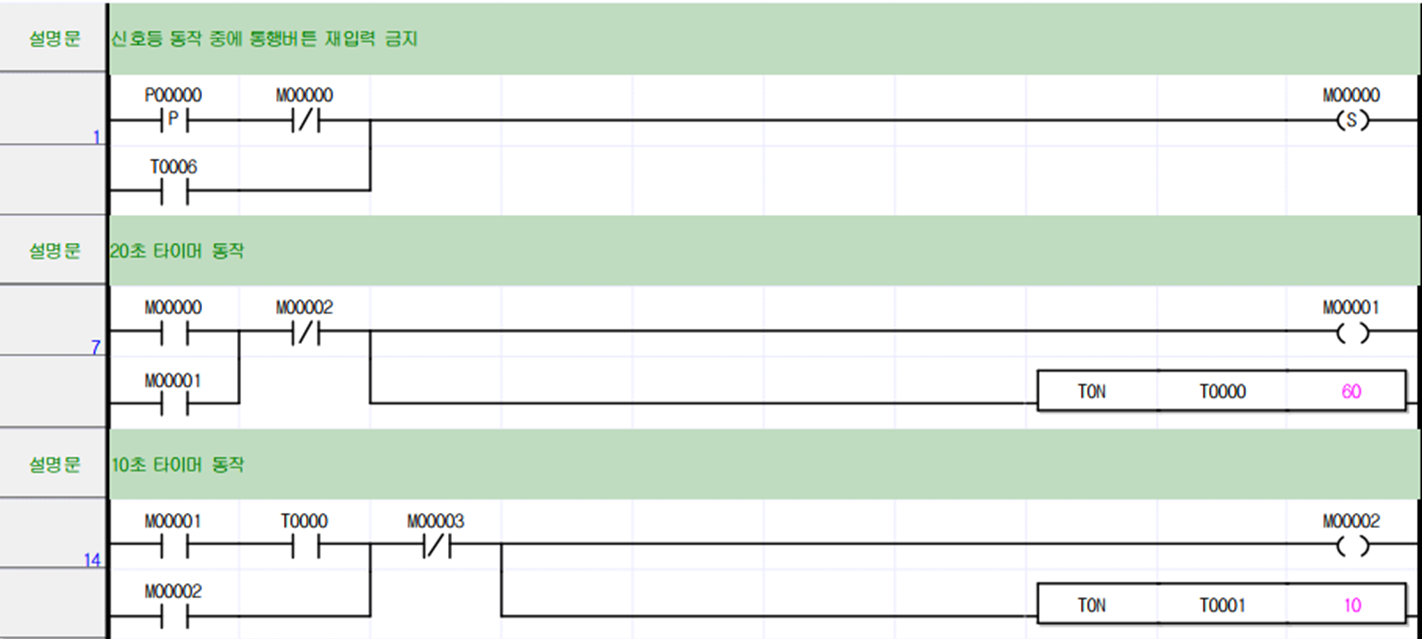 설명문 신호등 동작 중에 통행버튼 재입력 금지
P00000 M00000 M00000
P S
1
T0006
설명문 20초 타이머 동작
M00000 M00002 M00001
7
M00001
TON T0000 60
설명문 10초 타이머 동작
M00001 T0000 M00003 M00002
14
M00002
TON T0001 10